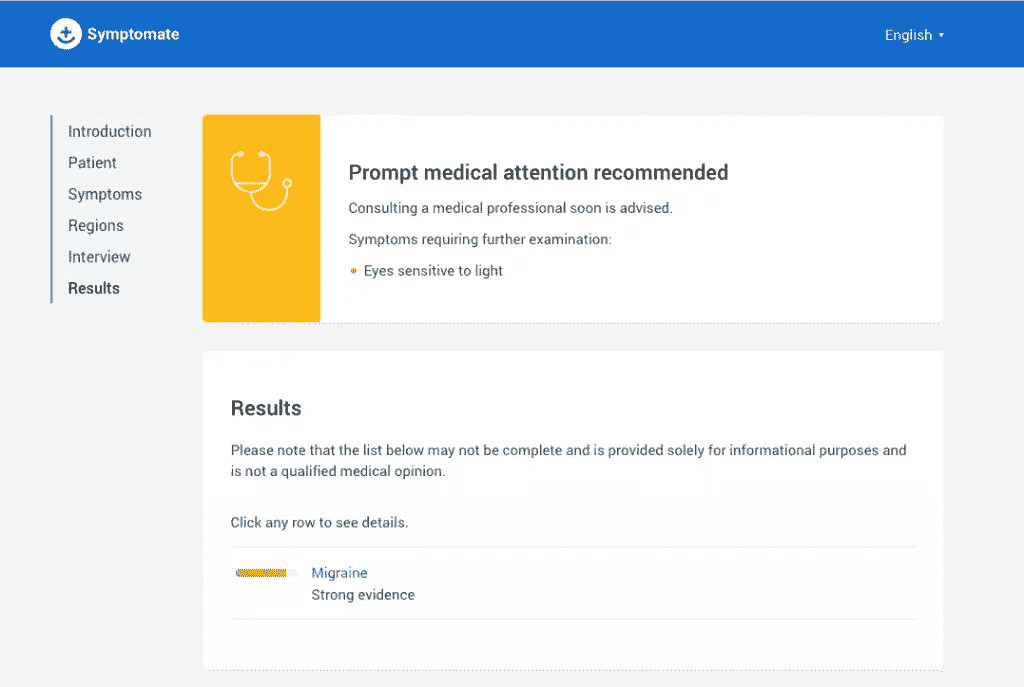 Symptomate
English
Introduction
Patient
Symptoms
Regions
Interview
Results
Prompt medical attention recommended
Consulting a medical professional soon is advised.
Symptoms requiring further examination:
Eyes sensitive to light
Results
Please note that the list below may not be complete and is provided solely for informational purposes and
is not a qualified medical opinion.
Click any row to see details.
Migraine
Strong evidence